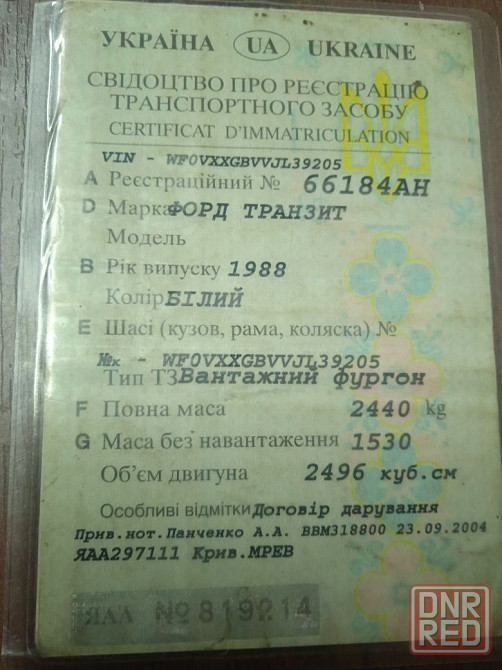 УКРАЇНА UA UKRAINE
СВІДОЦТВО ПРО РЕЄСТРАЦІЮ
ТРАНСПОРТНОГО ЗАСОБУ
CERTIFICAT D'IMMATRICULATION
VIN - WF0VXXGBVVJL39205
A Реєстраційний № 66184АН
D Марка ФОРД ТРАНЗИТ
Модель
B Рік випуску 1988
Колір БІЛИЙ
E Шасі (кузов, рама, коляска) №
№к - WF0VXXGBVVJL39205
Тип ТЗ Вантажний фургон
F Повна маса 2440 kg
G Маса без навантаження 1530
Об'єм двигуна 2496 куб.см
Особливі відмітки Договір дарування
Прив.нот.Панченко А.А. ВВМ318800 23.09.2004
ЯАА297111 Крив.МРЕВ
ЯАА №819214
DNR
RED